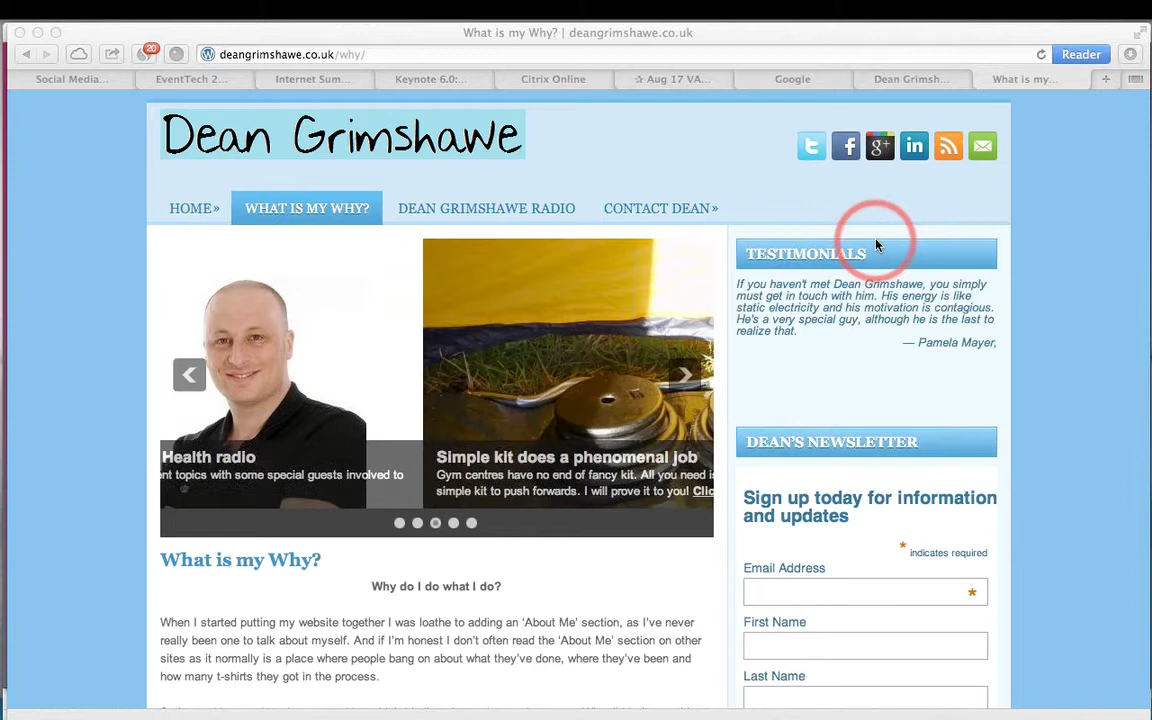 What is my Why? | deangrimshawe.co.uk
20
deangrimshawe.co.uk/why/
Reader
Social Media...
EventTech 2...
Internet Sum...
Keynote 6.0:...
Citrix Online
☆ Aug 17 VA...
Google
Dean Grimsh...
What is my...
Dean Grimshawe
HOME»
WHAT IS MY WHY?
DEAN GRIMSHAWE RADIO
CONTACT DEAN»
TESTIMONIALS
If you haven't met Dean Grimshawe, you simply
must get in touch with him. His energy is like
static electricity and his motivation is contagious.
He's a very special guy, although he is the last to
realize that.
— Pamela Mayer,
Health radio
nt topics with some special guests involved to
Simple kit does a phenomenal job
Gym centres have no end of fancy kit. All you need is
simple kit to push forwards. I will prove it to you! Clic
What is my Why?
Why do I do what I do?
When I started putting my website together I was loathe to adding an ‘About Me’ section, as I’ve never
really been one to talk about myself. And if I’m honest I don’t often read the ‘About Me’ section on other
sites as it normally is a place where people bang on about what they’ve done, where they’ve been and
how many t-shirts they got in the process.
DEAN'S NEWSLETTER
Sign up today for information
and updates
* indicates required
Email Address
*
First Name
Last Name